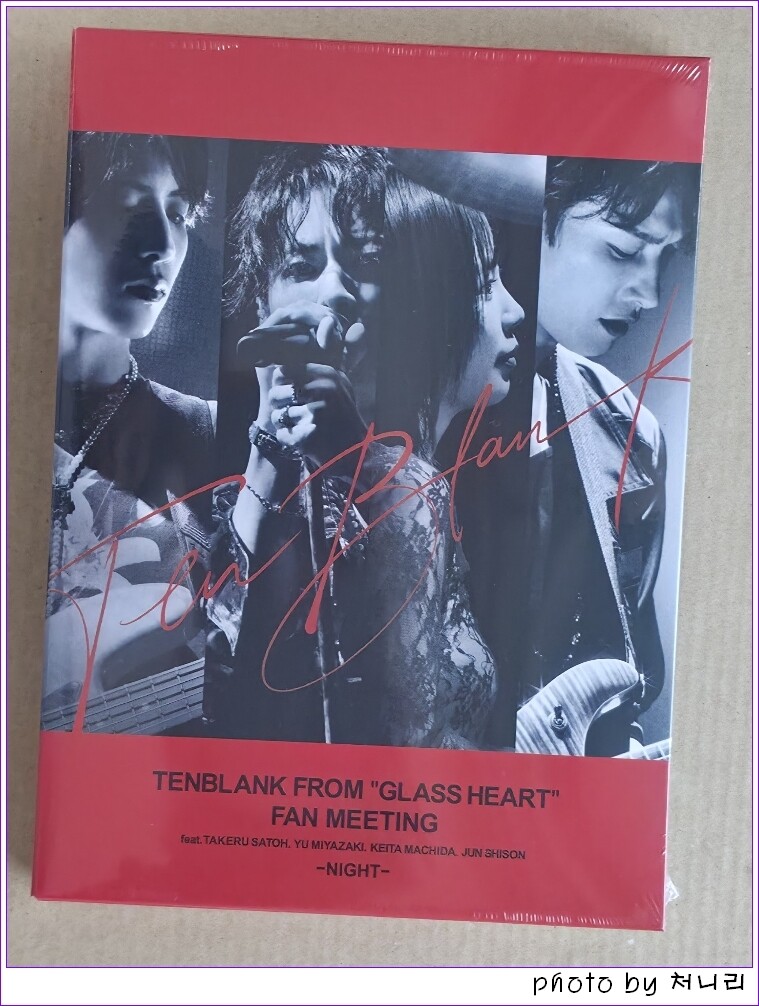 Ten Blank
TENBLANK FROM "GLASS HEART"
FAN MEETING
feat.TAKERU SATOH. YU MIYAZAKI. KEITA MACHIDA. JUN SHISON
-NIGHT-
photo by 처니리